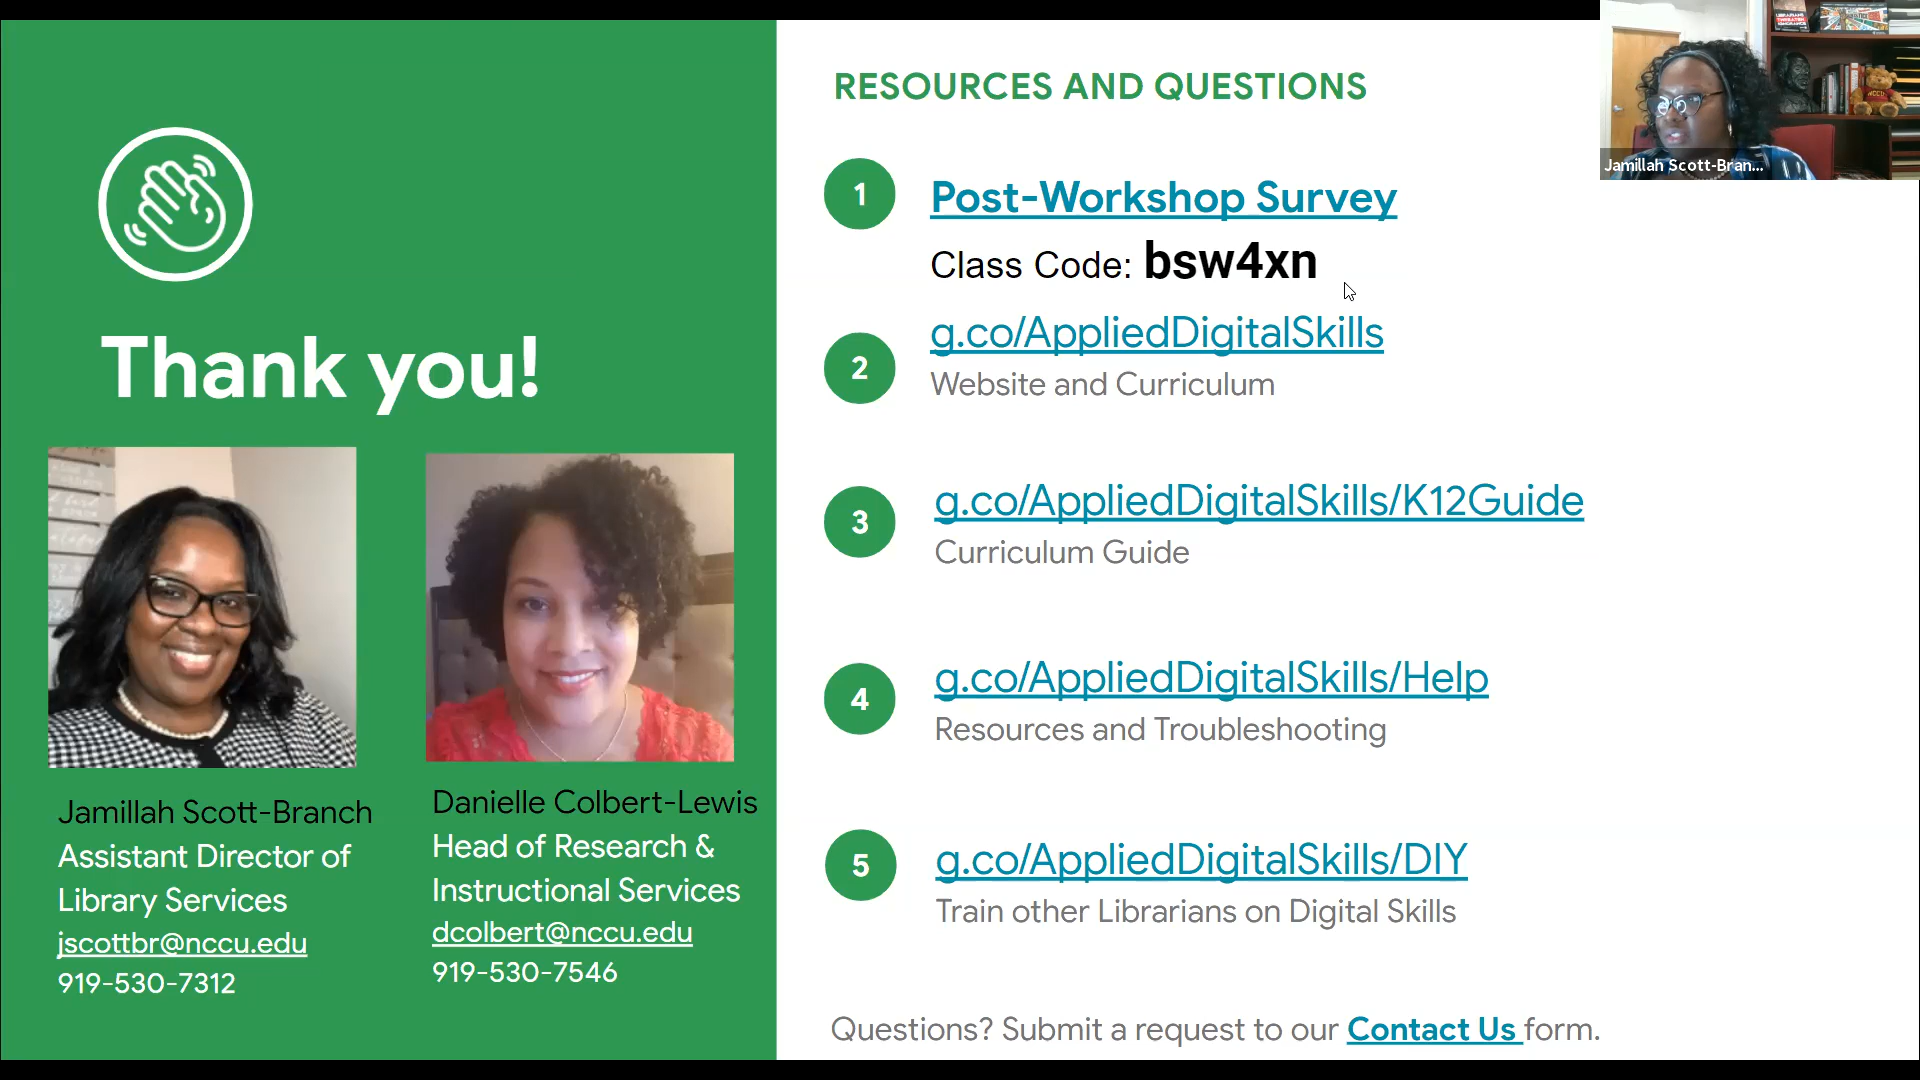 Thank you!
Jamillah Scott-Branch
Assistant Director of
Library Services
jscottbr@nccu.edu
919-530-7312
Danielle Colbert-Lewis
Head of Research &
Instructional Services
dcolbert@nccu.edu
919-530-7546
RESOURCES AND QUESTIONS
1
Post-Workshop Survey
Class Code: bsw4xn
2
g.co/AppliedDigitalSkills
Website and Curriculum
3
g.co/AppliedDigitalSkills/K12Guide
Curriculum Guide
4
g.co/AppliedDigitalSkills/Help
Resources and Troubleshooting
5
g.co/AppliedDigitalSkills/DIY
Train other Librarians on Digital Skills
Questions? Submit a request to our Contact Us form.
Jamillah Scott-Bran...
NCCU